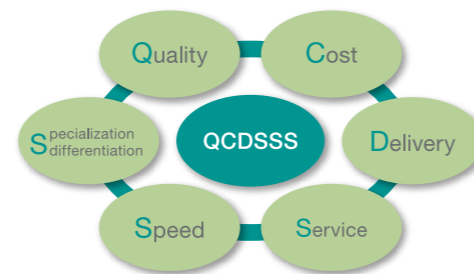 Quality
Cost
Specialization
differentiation
QCDSSS
Delivery
Speed
Service